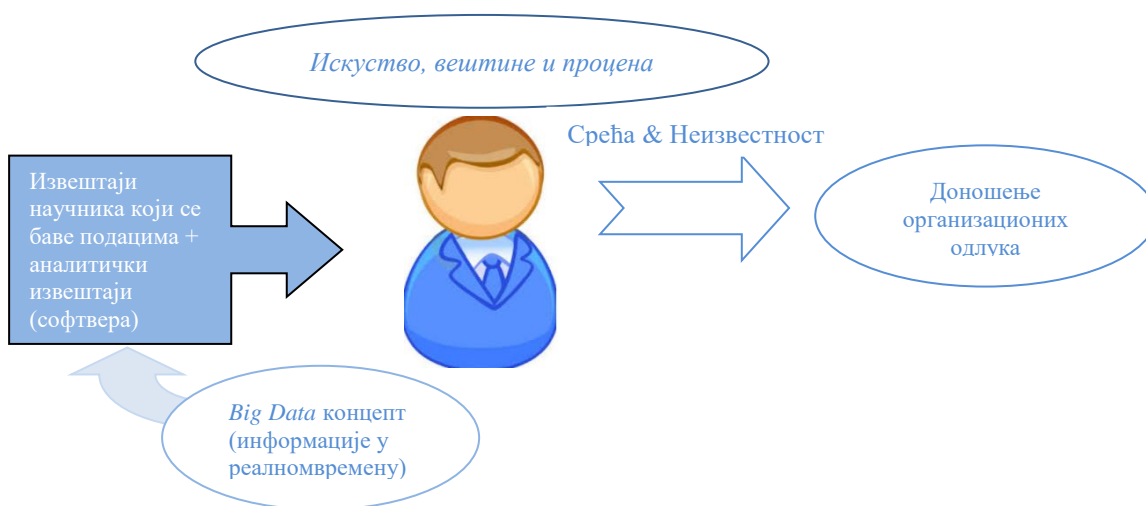 Искуство, вештине и процена
Срећа & Неизвестност
Извештаји
научника који се
баве подацима +
аналитички
извештаји
(софтвера)
Доношење
организационих
одлука
Big Data концепт
(информације у
реалномвремену)